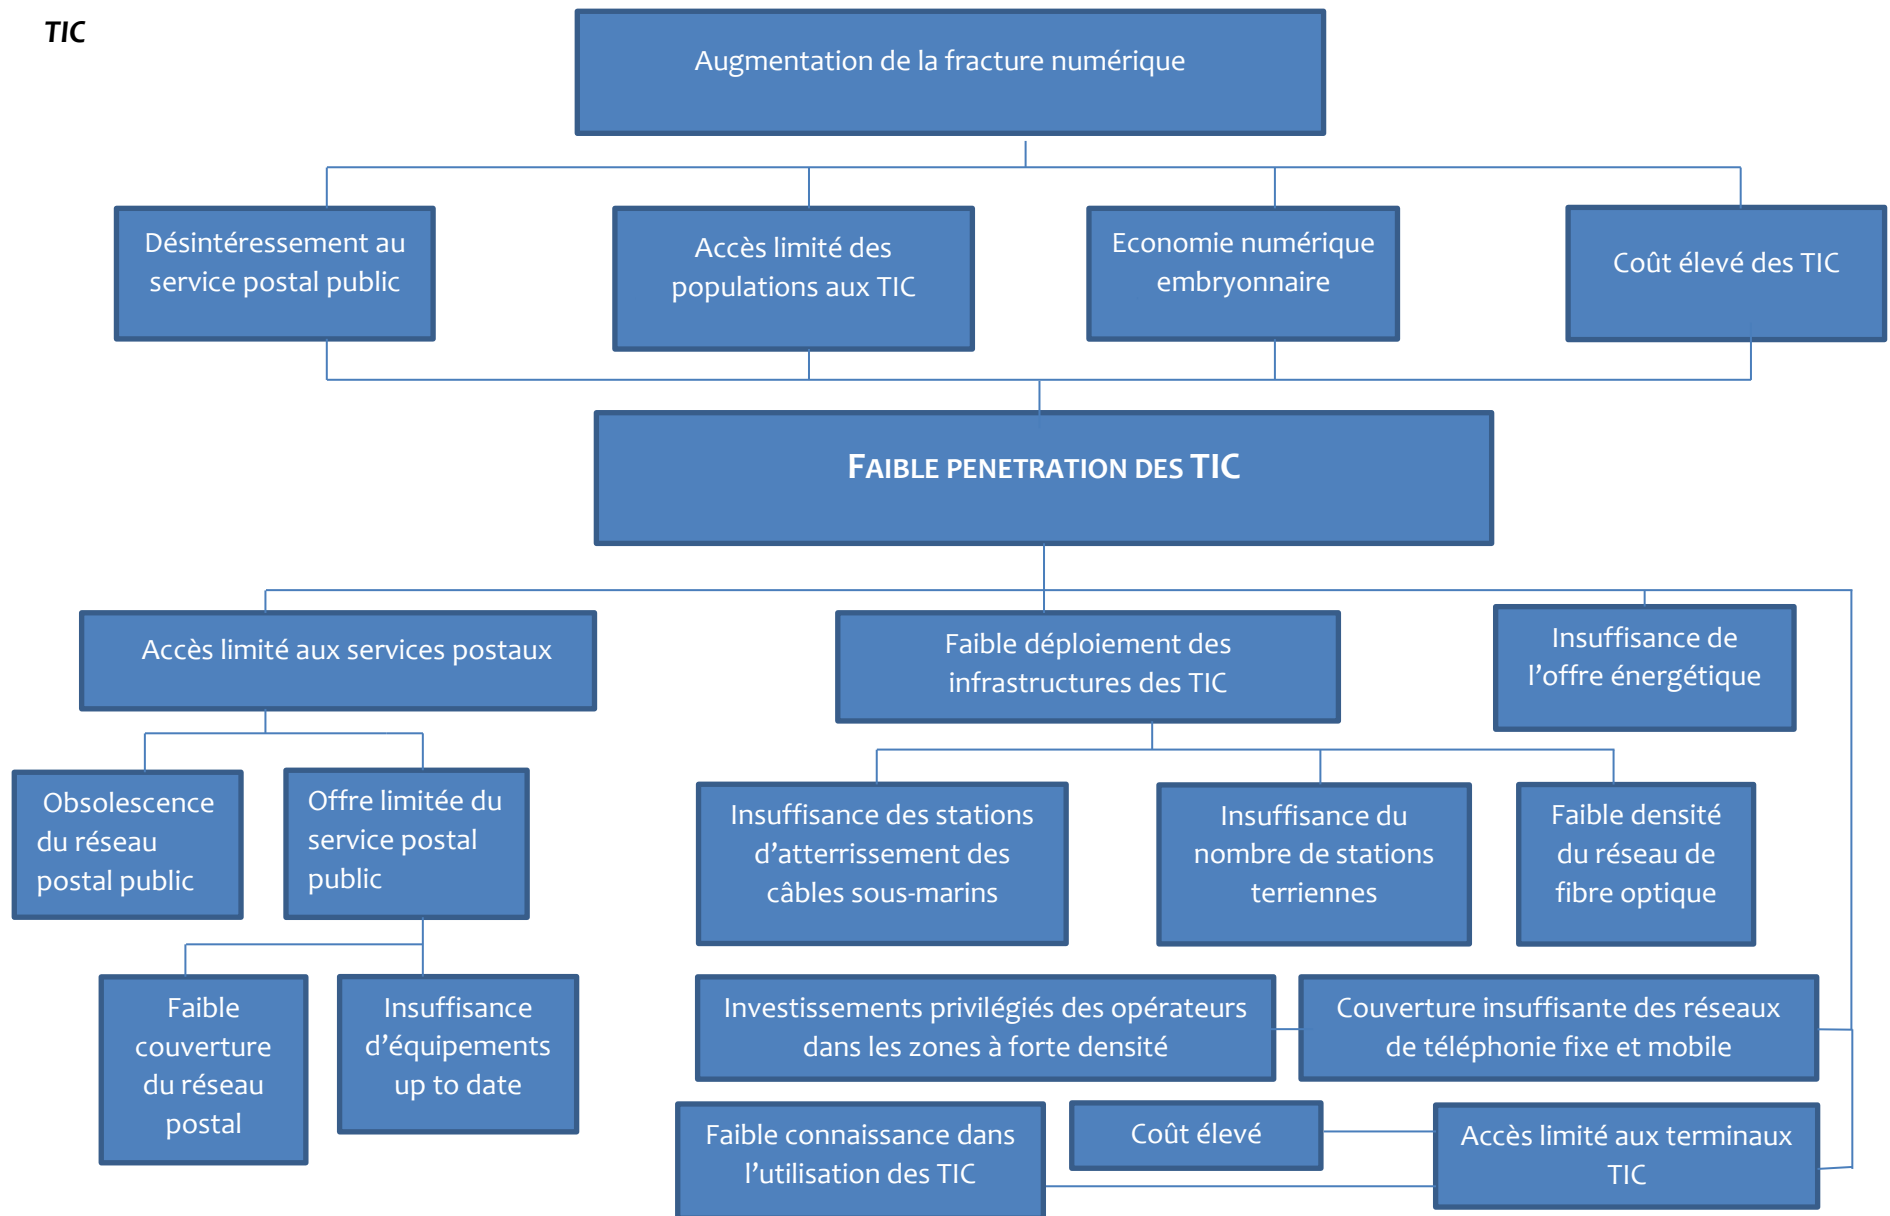 TIC
Augmentation de la fracture numérique
Désintéressement au
service postal public
Accès limité des
populations aux TIC
Economie numérique
embryonnaire
Coût élevé des TIC
FAIBLE PENETRATION DES TIC
Accès limité aux services postaux
Faible déploiement des
infrastructures des TIC
Insuffisance de
l’offre énergétique
Obsolescence
du réseau
postal public
Offre limitée du
service postal
public
Insuffisance des stations
d’atterrissement des
câbles sous-marins
Insuffisance du
nombre de stations
terriennes
Faible densité
du réseau de
fibre optique
Faible
couverture
du réseau
postal
Insuffisance
d’équipements
up to date
Investissements privilégiés des opérateurs
dans les zones à forte densité
Couverture insuffisante des réseaux
de téléphonie fixe et mobile
Faible connaissance dans
l’utilisation des TIC
Coût élevé
Accès limité aux terminaux
TIC